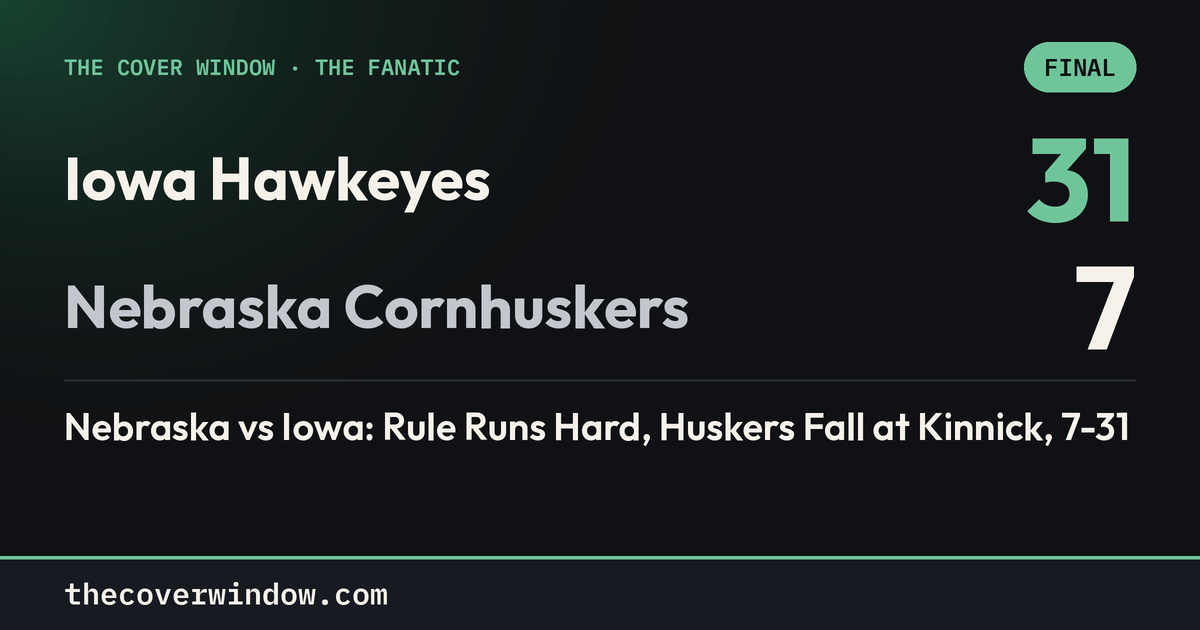 THE COVER WINDOW · THE FANATIC
FINAL
Iowa Hawkeyes 31
Nebraska Cornhuskers 7
Nebraska vs Iowa: Rule Runs Hard, Huskers Fall at Kinnick, 7-31
thecoverwindow.com